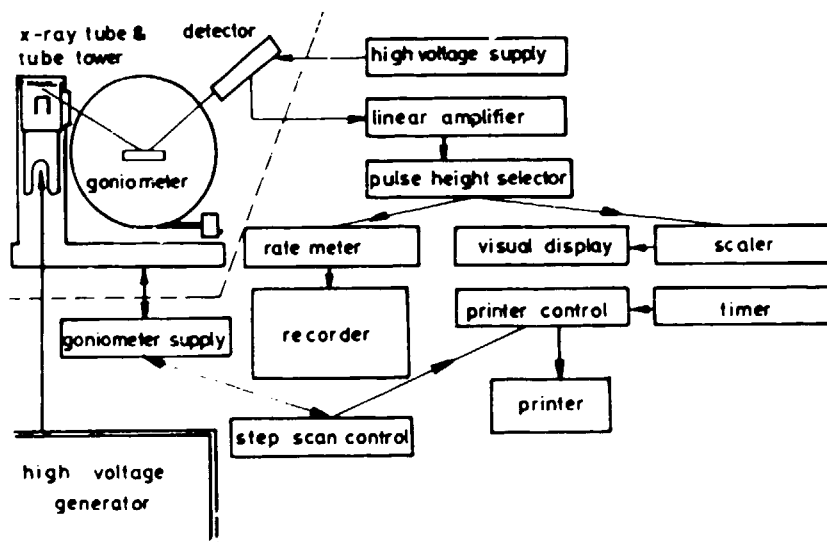 x-ray tube &
tube tower
detector
high voltage supply
linear amplifier
goniometer
pulse height selector
rate meter
visual display
scaler
recorder
printer control
timer
goniometer supply
printer
step scan control
high voltage
generator